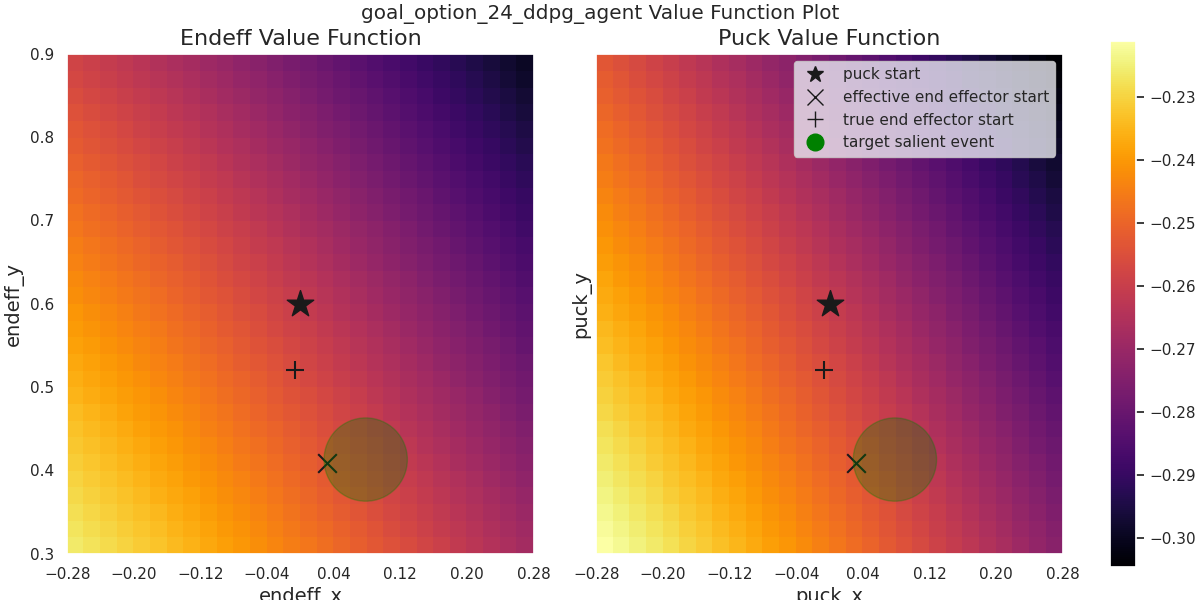 goal_option_24_ddpg_agent Value Function Plot
Endeff Value Function
Puck Value Function
0.9
0.8
0.7
0.6
0.5
0.4
0.3
endeff_y
−0.28 −0.20 −0.12 −0.04 0.04 0.12 0.20 0.28
endeff_x
puck_y
puck start
effective end effector start
true end effector start
target salient event
−0.28 −0.20 −0.12 −0.04 0.04 0.12 0.20 0.28
puck_x
−0.23
−0.24
−0.25
−0.26
−0.27
−0.28
−0.29
−0.30